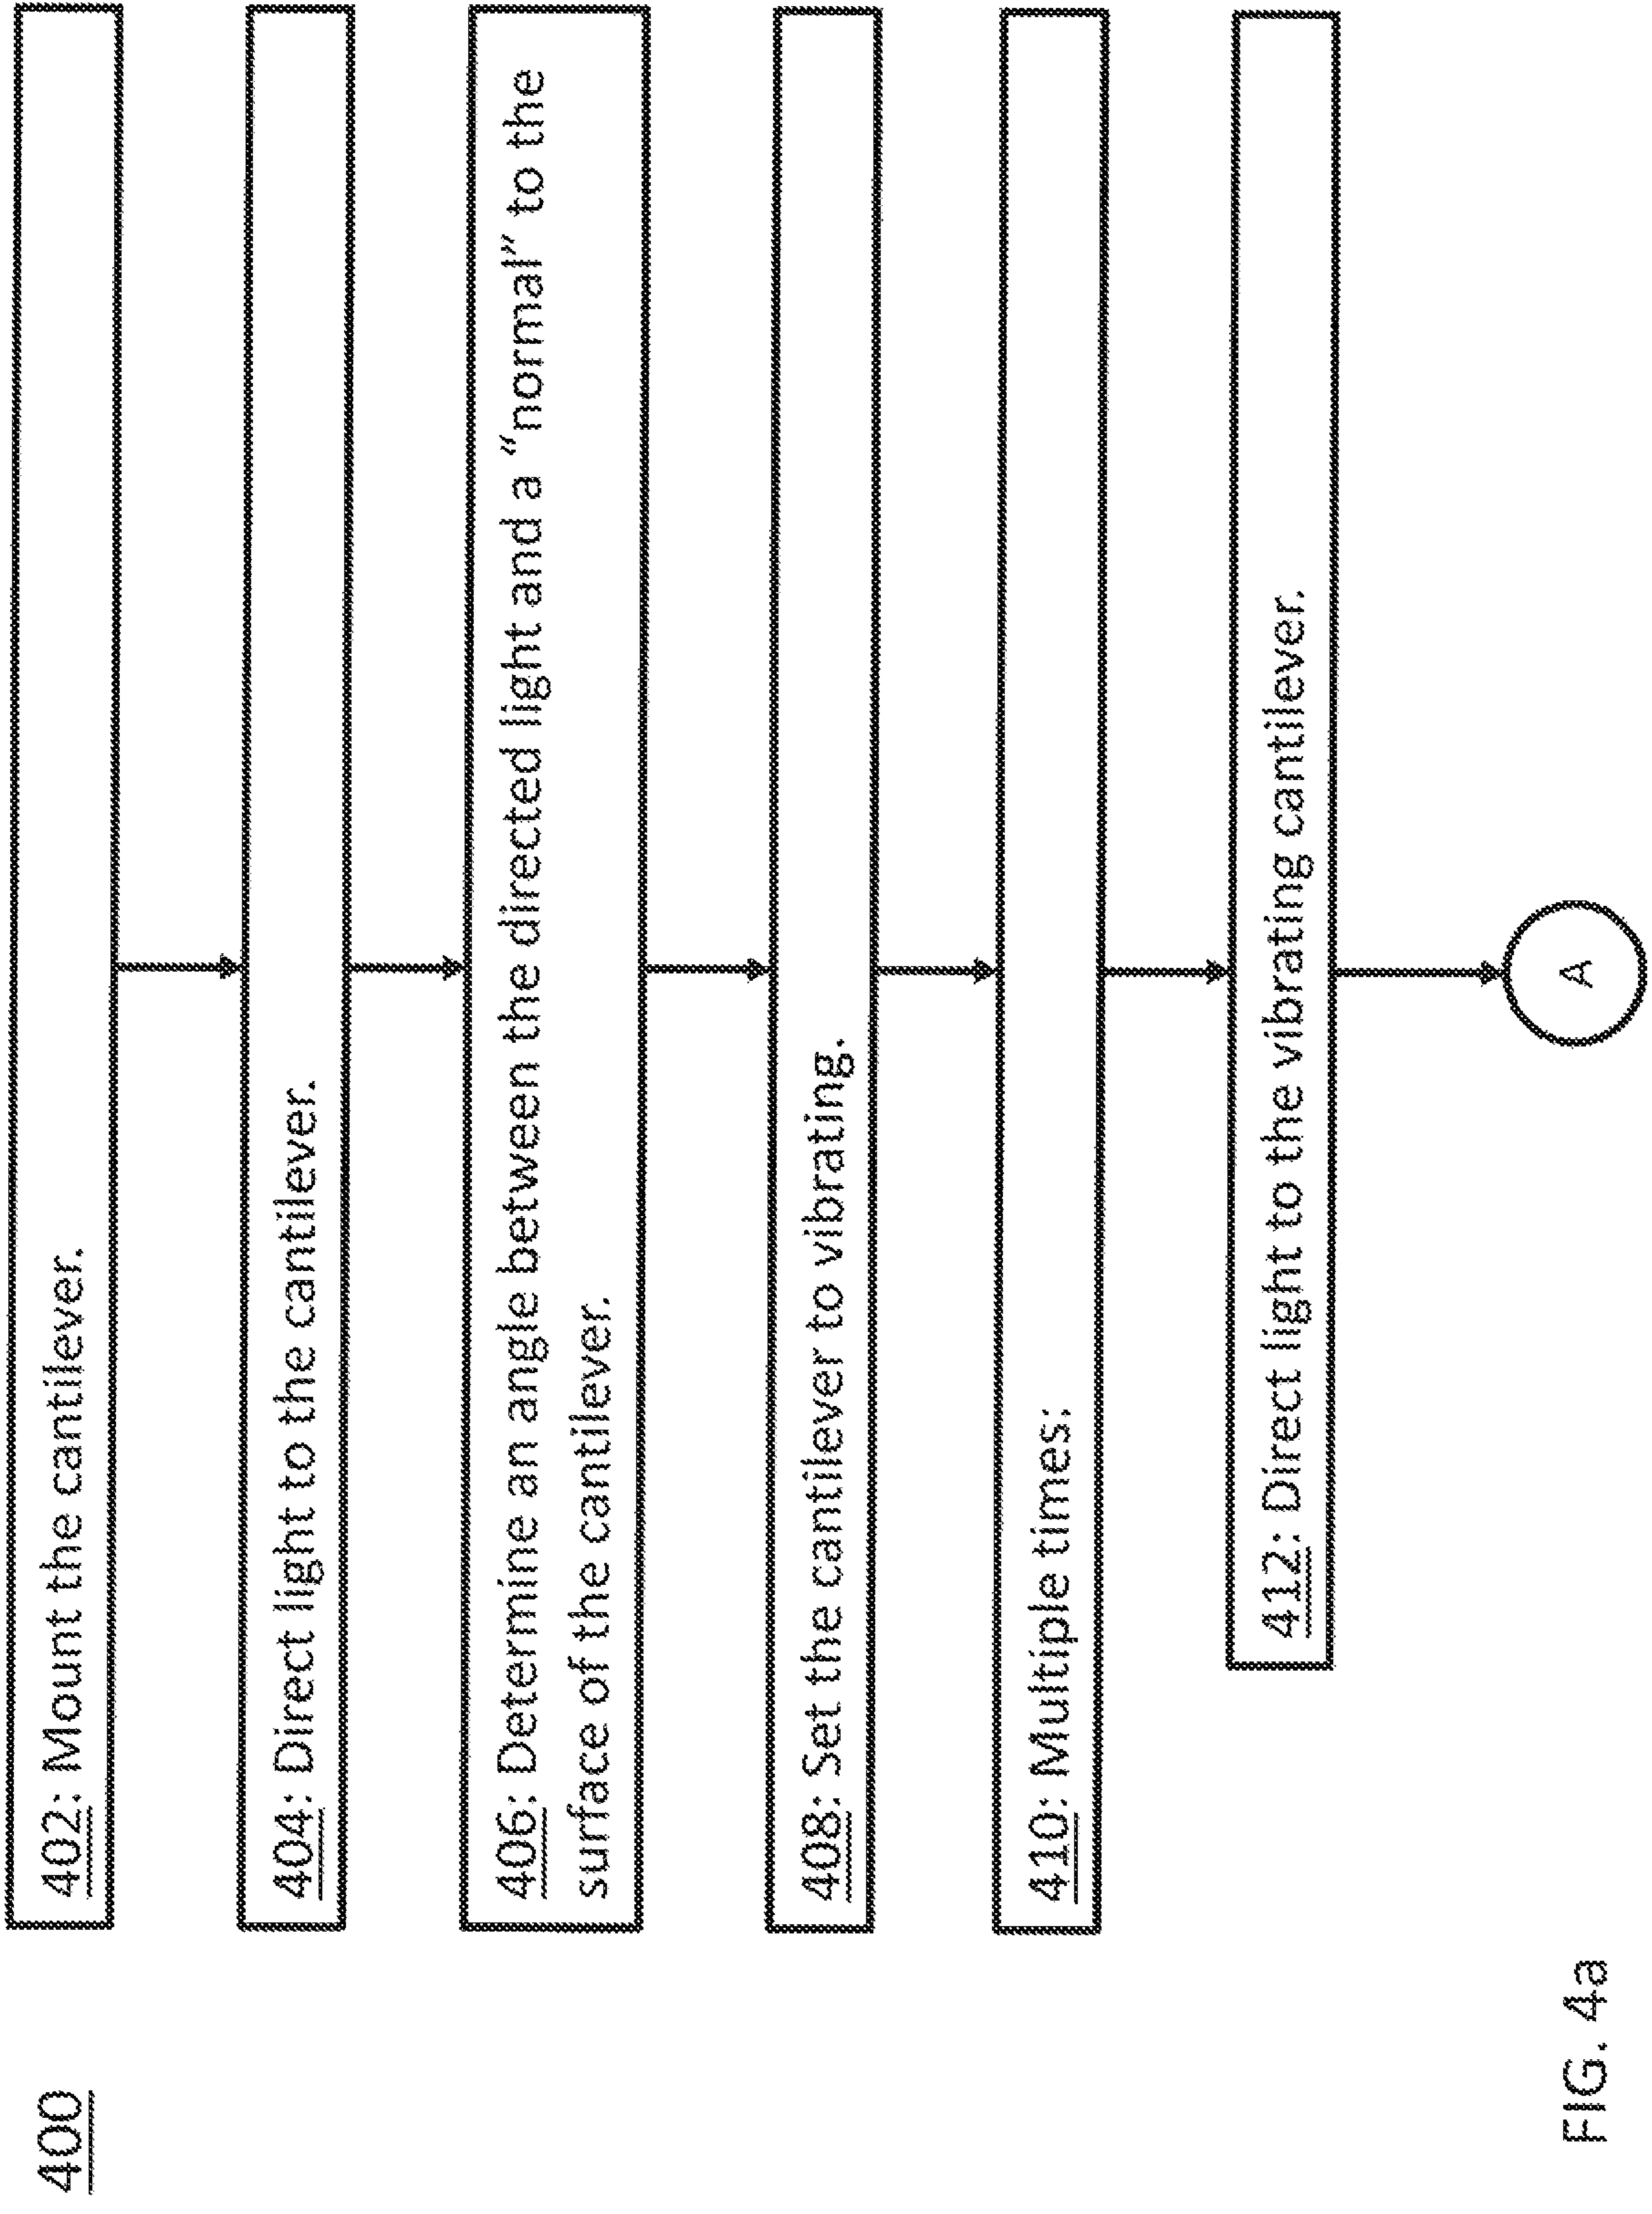 400
402: Mount the cantilever.
404: Direct light to the cantilever.
406: Determine an angle between the directed light and a “normal” to the
surface of the cantilever.
408: Set the cantilever to vibrating.
410: Multiple times:
412: Direct light to the vibrating cantilever.
A
FIG. 4a